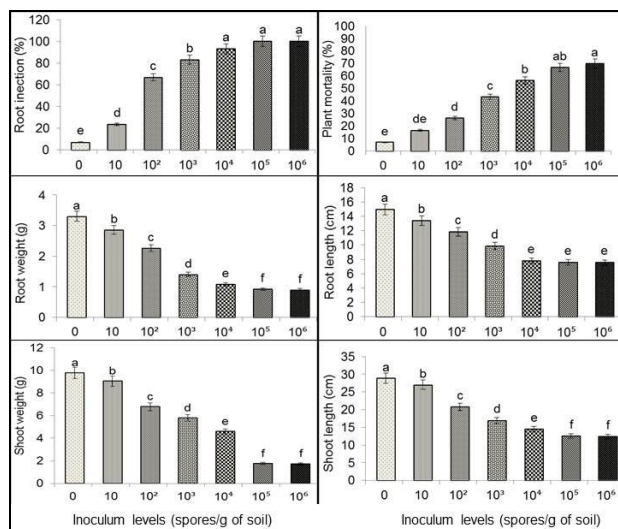 Root inection (%)
120
100
80
60
40
20
0
e d c b a a a
0 10 10² 10³ 10⁴ 10⁵ 10⁶
Plant mortality (%)
100
90
80
70
60
50
40
30
20
10
0
e de d c b ab a
0 10 10² 10³ 10⁴ 10⁵ 10⁶
Root weight (g)
4
3
2
1
0
a b c d e f f
0 10 10² 10³ 10⁴ 10⁵ 10⁶
Root length (cm)
18
16
14
12
10
8
6
4
2
0
a b c d e e e
0 10 10² 10³ 10⁴ 10⁵ 10⁶
Shoot weight (g)
12
10
8
6
4
2
0
a b c d e f f
0 10 10² 10³ 10⁴ 10⁵ 10⁶
Shoot length (cm)
35
30
25
20
15
10
5
0
a b c d e f f
0 10 10² 10³ 10⁴ 10⁵ 10⁶
Inoculum levels (spores/g of soil)
Inoculum levels (spores/g of soil)